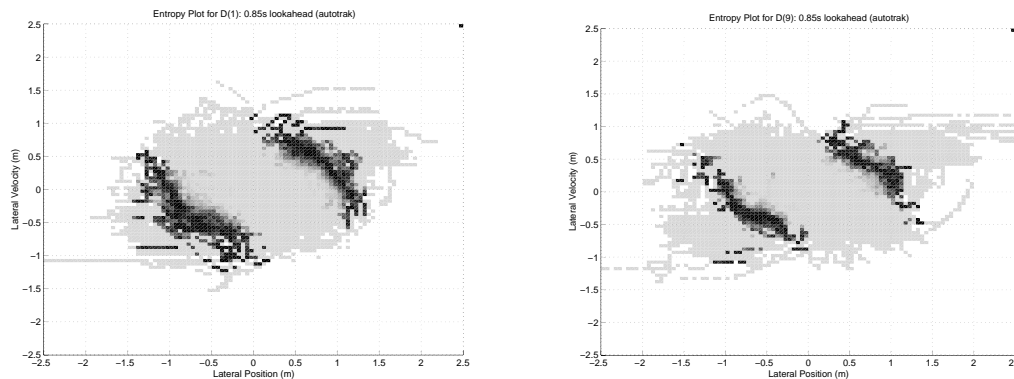 Entropy Plot for D(1): 0.85s lookahead (autotrak)
2.5
2
1.5
1
0.5
0
−0.5
−1
−1.5
−2
−2.5
Lateral Velocity (m)
−2.5 −2 −1.5 −1 −0.5 0 0.5 1 1.5 2 2.5
Lateral Position (m)
Entropy Plot for D(9): 0.85s lookahead (autotrak)
2.5
2
1.5
1
0.5
0
−0.5
−1
−1.5
−2
−2.5
Lateral Velocity (m)
−2.5 −2 −1.5 −1 −0.5 0 0.5 1 1.5 2 2.5
Lateral Position (m)